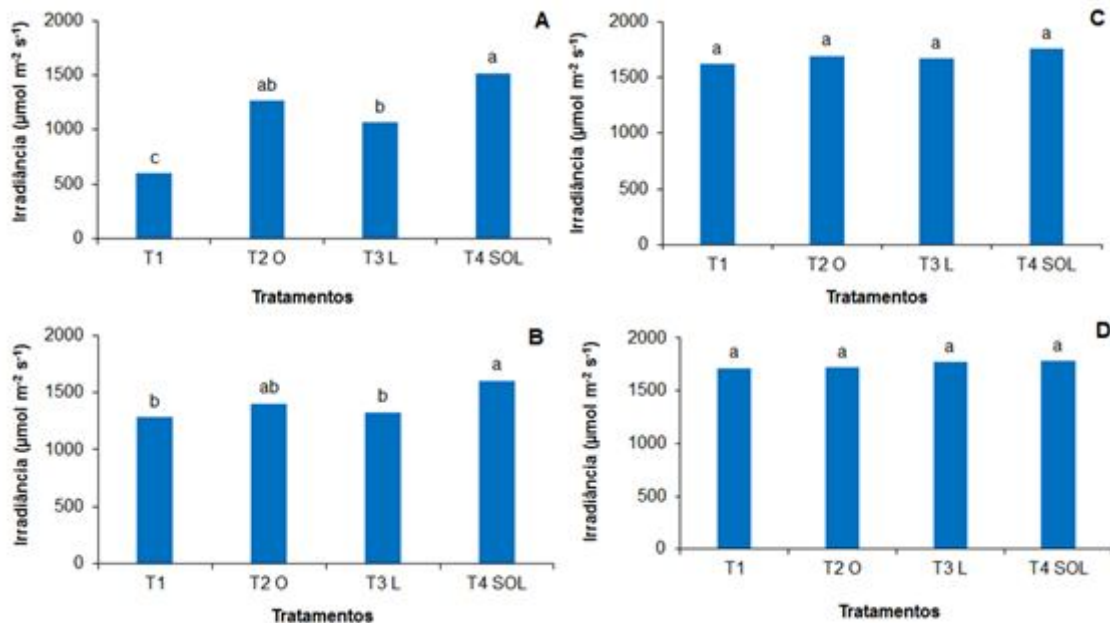 A
Irradiância (µmol m⁻² s⁻¹)
2000
1500
1000
500
0
c
ab
b
a
T1
T2 O
T3 L
T4 SOL
Tratamentos
C
Irradiância (µmol m⁻² s⁻¹)
2000
1500
1000
500
0
a
a
a
a
T1
T2 O
T3 L
T4 SOL
Tratamentos
B
Irradiância (µmol m⁻² s⁻¹)
2000
1500
1000
500
0
b
ab
b
a
T1
T2 O
T3 L
T4 SOL
Tratamentos
D
Irradiância (µmol m⁻² s⁻¹)
2000
1500
1000
500
0
a
a
a
a
T1
T2 O
T3 L
T4 SOL
Tratamentos